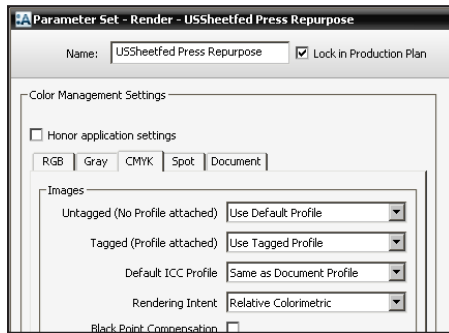 Parameter Set - Render - USSheetfed Press Repurpose
Name: USSheetfed Press Repurpose Lock in Production Plan
Color Management Settings
Honor application settings
RGB Gray CMYK Spot Document
Images
Untagged (No Profile attached) Use Default Profile
Tagged (Profile attached) Use Tagged Profile
Default ICC Profile Same as Document Profile
Rendering Intent Relative Colorimetric
Black Point Compensation